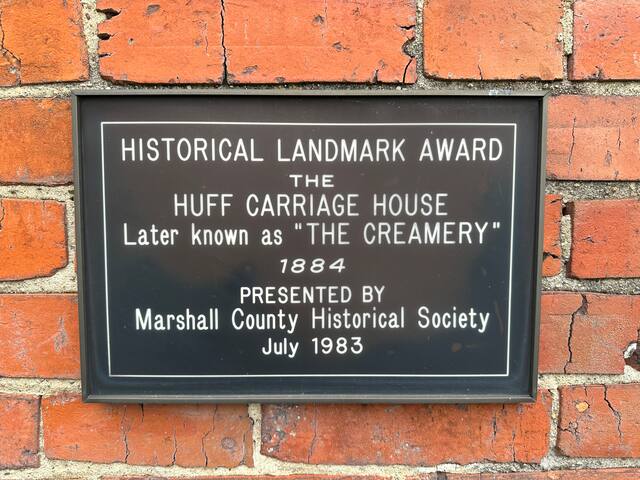 HISTORICAL LANDMARK AWARD
THE
HUFF CARRIAGE HOUSE
Later known as "THE CREAMERY"
1884
PRESENTED BY
Marshall County Historical Society
July 1983